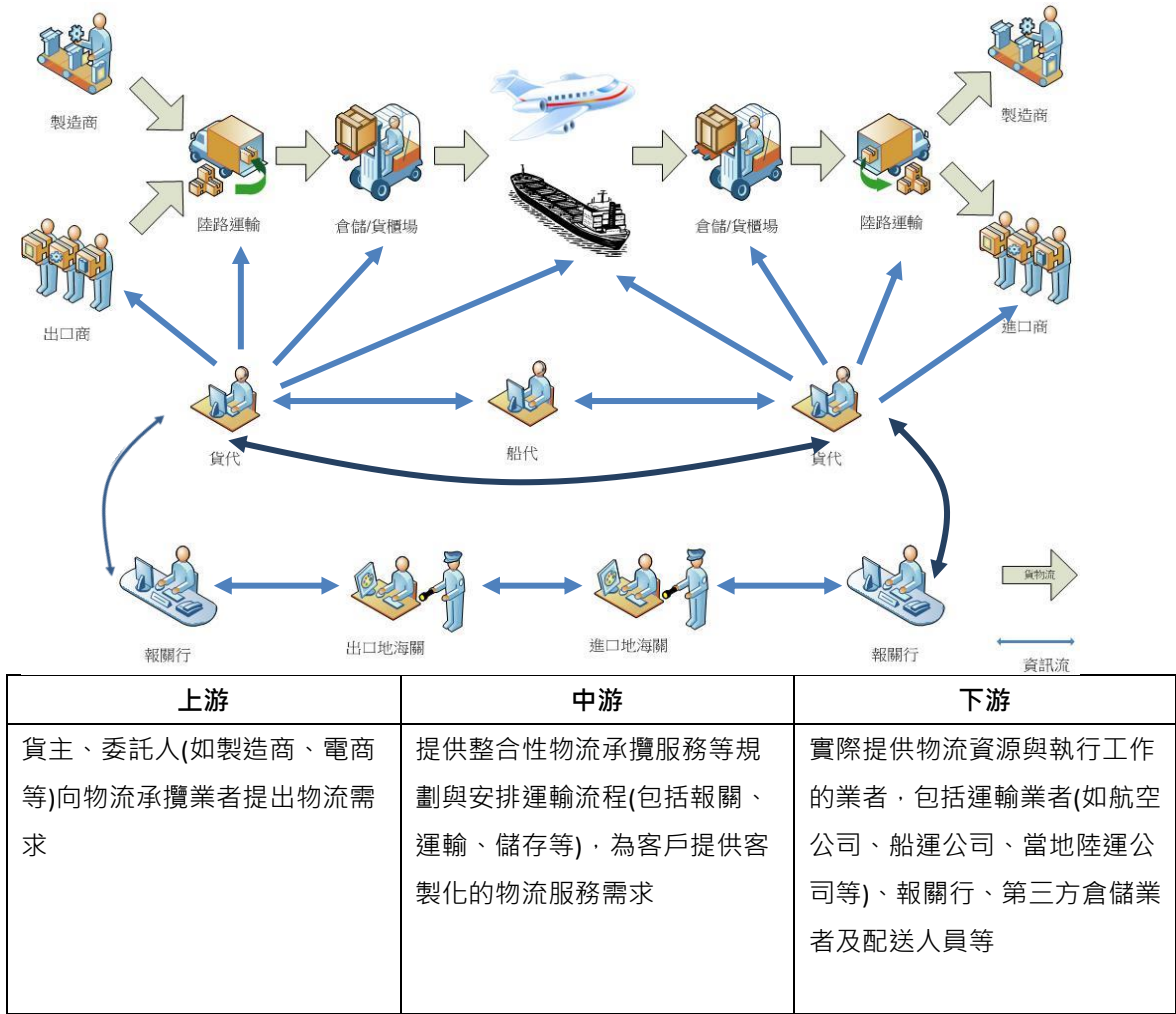 製造商
製造商
陸路運輸
倉儲/貨櫃場
倉儲/貨櫃場
陸路運輸
出口商
進口商
貨代
船代
貨代
貨物流
報關行
出口地海關
進口地海關
報關行
資訊流
上游
中游
下游
貨主、委託人(如製造商、電商
等)向物流承攬業者提出物流需
求
提供整合性物流承攬服務等規
劃與安排運輸流程(包括報關、
運輸、儲存等)，為客戶提供客
製化的物流服務需求
實際提供物流資源與執行工作
的業者，包括運輸業者(如航空
公司、船運公司、當地陸運公
司等)、報關行、第三方倉儲業
者及配送人員等